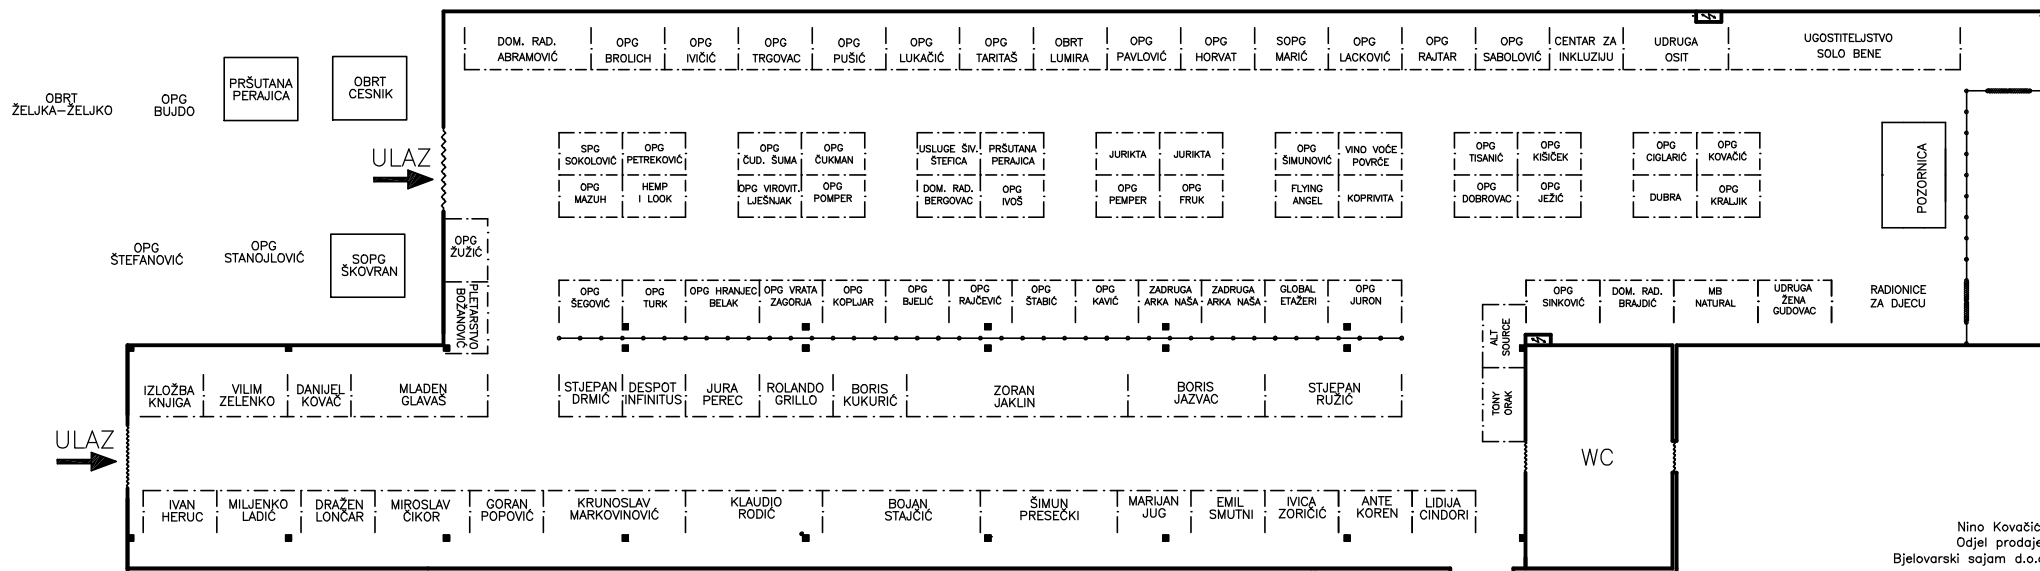 DOM. RAD.
ABRAMOVIĆ
OPG
BROLICH
OPG
IVIČIĆ
OPG
TRGOVAC
OPG
PUŠIĆ
OPG
LUKAČIĆ
OPG
TARITAŠ
OBRT
LUMIRA
OPG
PAVLOVIĆ
OPG
HORVAT
SOPG
MARIĆ
OPG
LACKOVIĆ
OPG
RAJTAR
OPG
SABOLOVIĆ
CENTAR ZA
INKLUZIJU
UDRUGA
OSIT
UGOSTITELJSTVO
SOLO BENE
OBRT
ŽELJKA-ŽELJKO
OPG
BUJDO
PRŠUTANA
PERAJICA
OBRT
CESNIK
ULAZ
SPG
SOKOLOVIĆ
OPG
PETREKOVIĆ
OPG
MAZUH
HEMP
I LOOK
OPG
ČUD. ŠUMA
OPG
ČUKMAN
OPG VIROVIT.
LJEŠNJAK
OPG
POMPER
USLUGE ŠIV.
ŠTEFICA
PRŠUTANA
PERAJICA
DOM. RAD.
BERGOVAC
OPG
IVOŠ
JURIKTA
JURIKTA
OPG
PEMPER
OPG
FRUK
OPG
ŠIMUNOVIĆ
VINO VOĆE
POVRĆE
FLYING
ANGEL
KOPRIVITA
OPG
TISANIĆ
OPG
KIŠIČEK
OPG
DOBROVAC
OPG
JEŽIĆ
OPG
CIGLARIĆ
OPG
KOVAČIĆ
DUBRA
OPG
KRALJIK
POZORNICA
OPG
ŠTEFANOVIĆ
OPG
STANOJLOVIĆ
SOPG
ŠKOVRAN
OPG
ŽUŽIĆ
PLETARSTVO
BOŽANOVIĆ
OPG
ŠEGOVIĆ
OPG
TURK
OPG HRANJEC
BELAK
OPG VRATA
ZAGORJA
OPG
KOPLJAR
OPG
BJELIĆ
OPG
RAJČEVIĆ
OPG
ŠTABIĆ
OPG
KAVIĆ
ZADRUGA
ARKA NAŠA
ZADRUGA
ARKA NAŠA
GLOBAL
ETAŽERI
OPG
JURON
ALT
SOURCE
TONY
ORAK
OPG
SINKOVIĆ
DOM. RAD.
BRAJDIĆ
MB
NATURAL
UDRUGA
ŽENA
GUDOVAC
RADIONICE
ZA DJECU
IZLOŽBA
KNJIGA
VILIM
ZELENKO
DANIJEL
KOVAČ
MLADEN
GLAVAŠ
STJEPAN
DRMIĆ
DESPOT
INFINITUS
JURA
PEREC
ROLANDO
GRILLO
BORIS
KUKURIĆ
ZORAN
JAKLIN
BORIS
JAZVAC
STJEPAN
RUŽIĆ
ULAZ
WC
IVAN
HERUC
MILJENKO
LADIĆ
DRAŽEN
LONČAR
MIROSLAV
ČIKOR
GORAN
POPOVIĆ
KRUNOSLAV
MARKOVINOVIĆ
KLAUDIO
RODIĆ
BOJAN
STAJČIĆ
ŠIMUN
PRESEČKI
MARIJAN
JUG
EMIL
SMUTNI
IVICA
ZORIČIĆ
ANTE
KOREN
LIDIJA
CINDORI
Nino Kovačić
Odjel prodaje
Bjelovarski sajam d.o.o